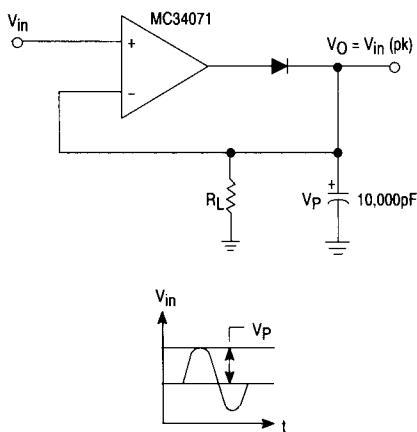 MC34071
Vin
VO = Vin (pk)
+
−
RL
+
VP
10,000pF
Vin
VP
t